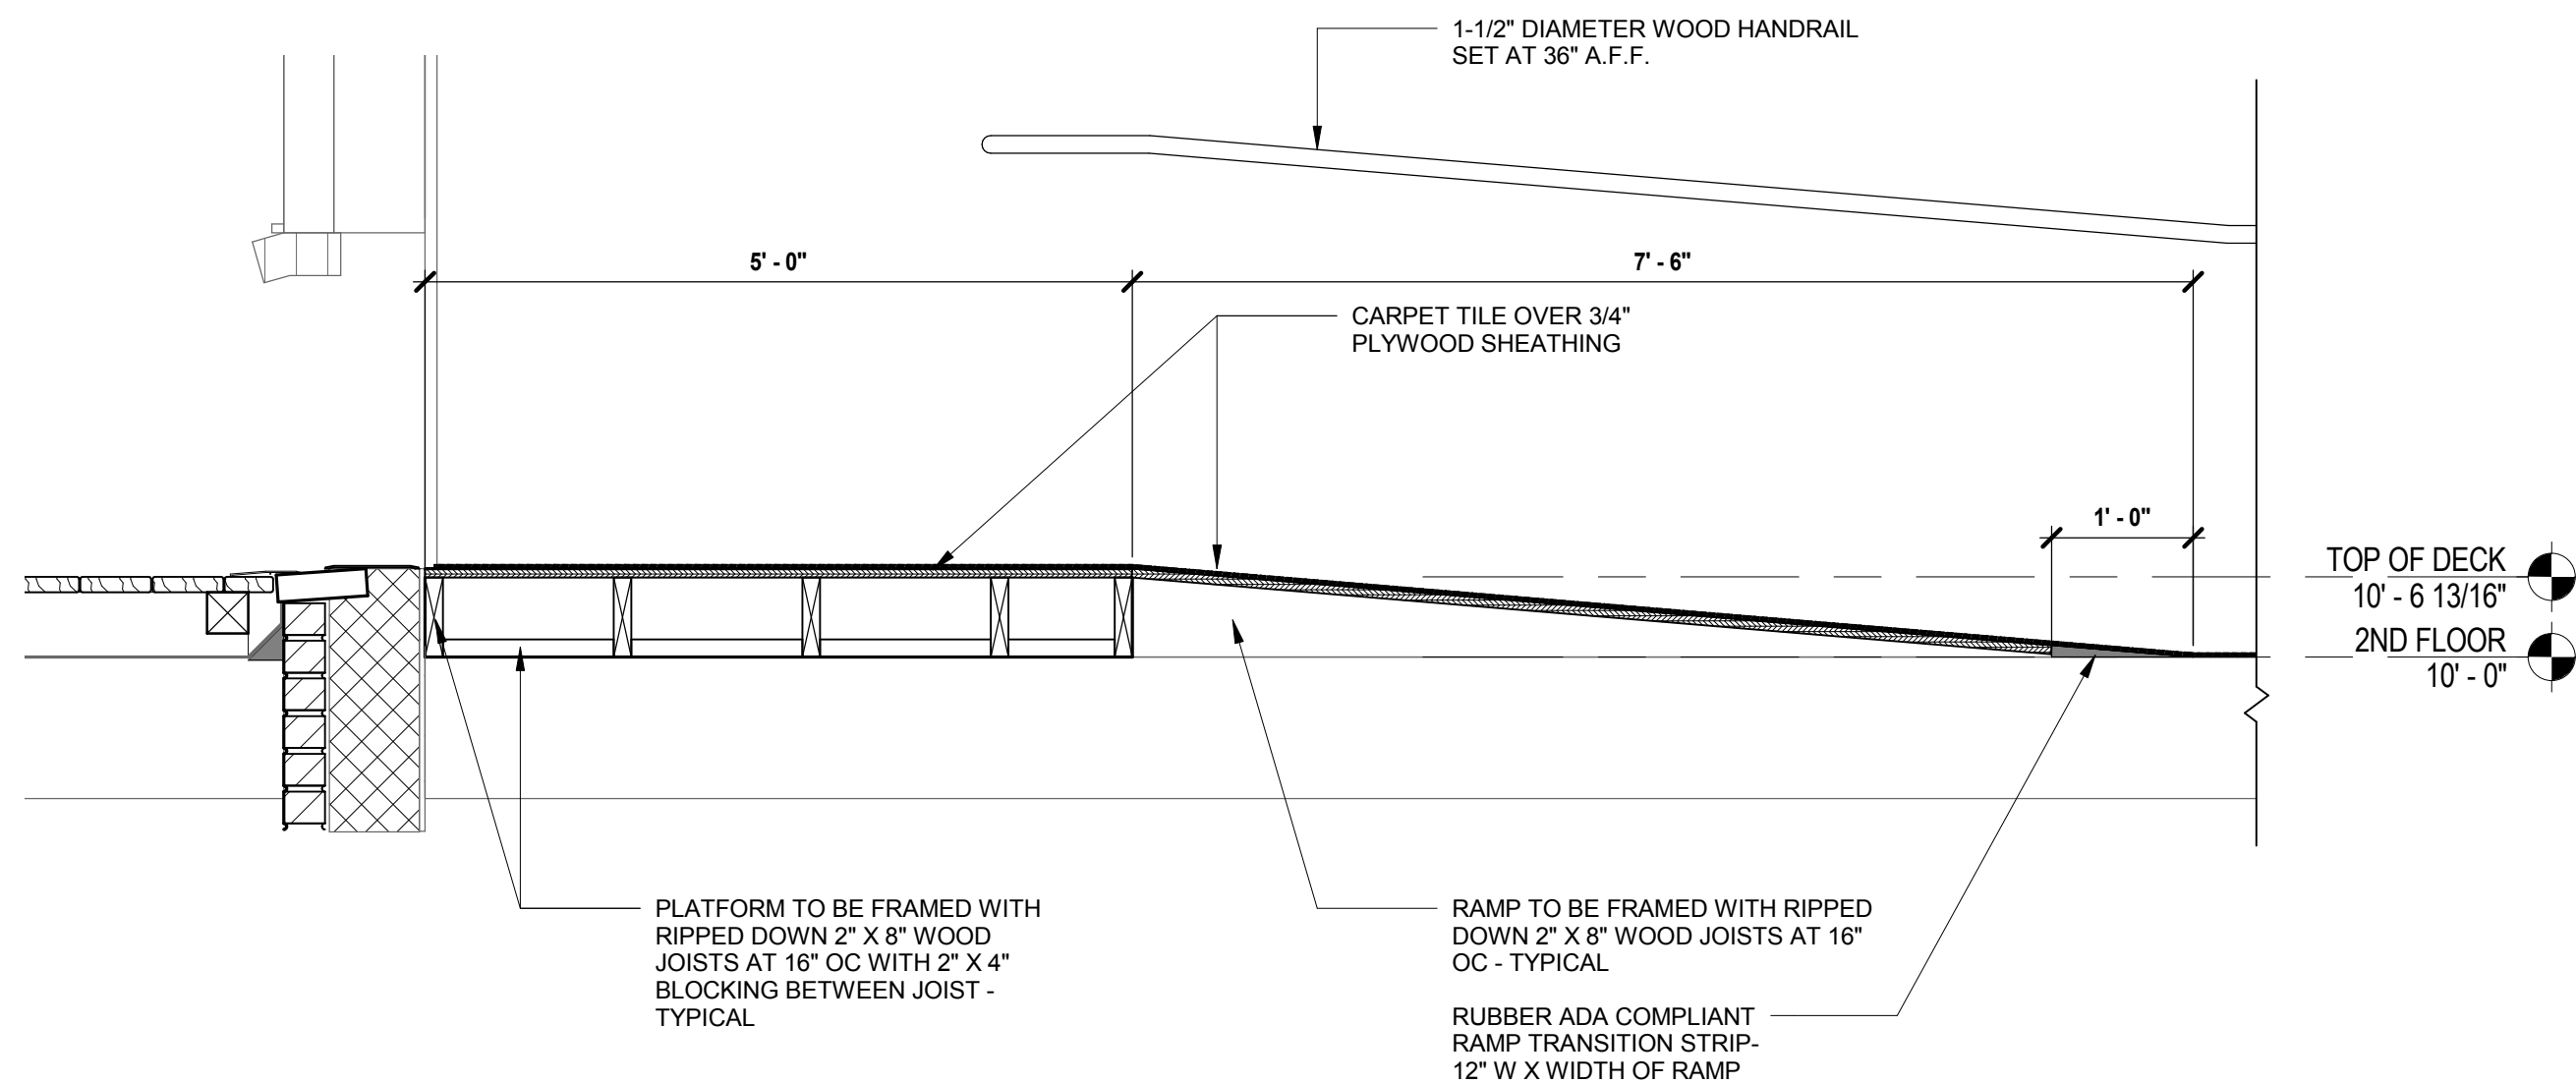 1-1/2" DIAMETER WOOD HANDRAIL
SET AT 36" A.F.F.
5' - 0"
7' - 6"
CARPET TILE OVER 3/4"
PLYWOOD SHEATHING
1' - 0"
TOP OF DECK
10' - 6 13/16"
2ND FLOOR
10' - 0"
PLATFORM TO BE FRAMED WITH
RIPPED DOWN 2" X 8" WOOD
JOISTS AT 16" OC WITH 2" X 4"
BLOCKING BETWEEN JOIST -
TYPICAL
RAMP TO BE FRAMED WITH RIPPED
DOWN 2" X 8" WOOD JOISTS AT 16"
OC - TYPICAL
RUBBER ADA COMPLIANT
RAMP TRANSITION STRIP-
12" W X WIDTH OF RAMP